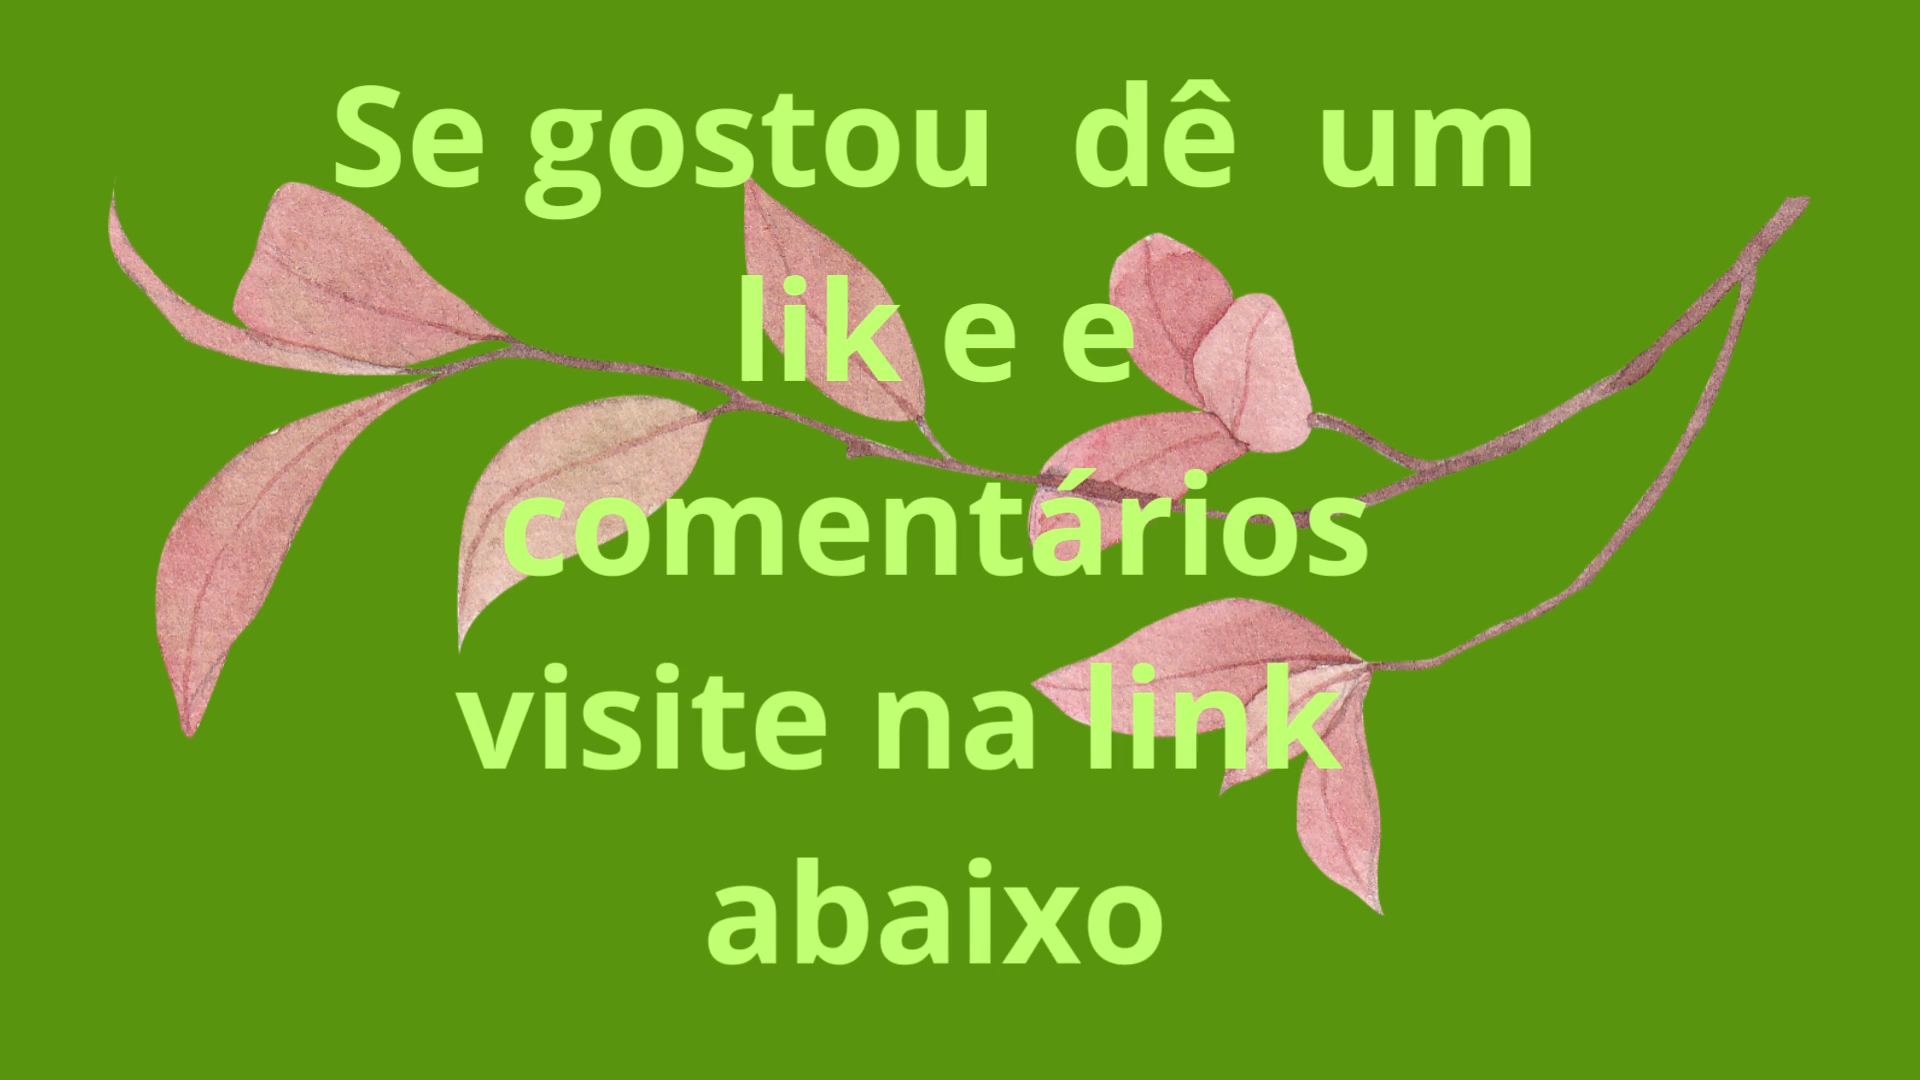 Se gostou dê um
lik e e
comentários
visite na link
abaixo